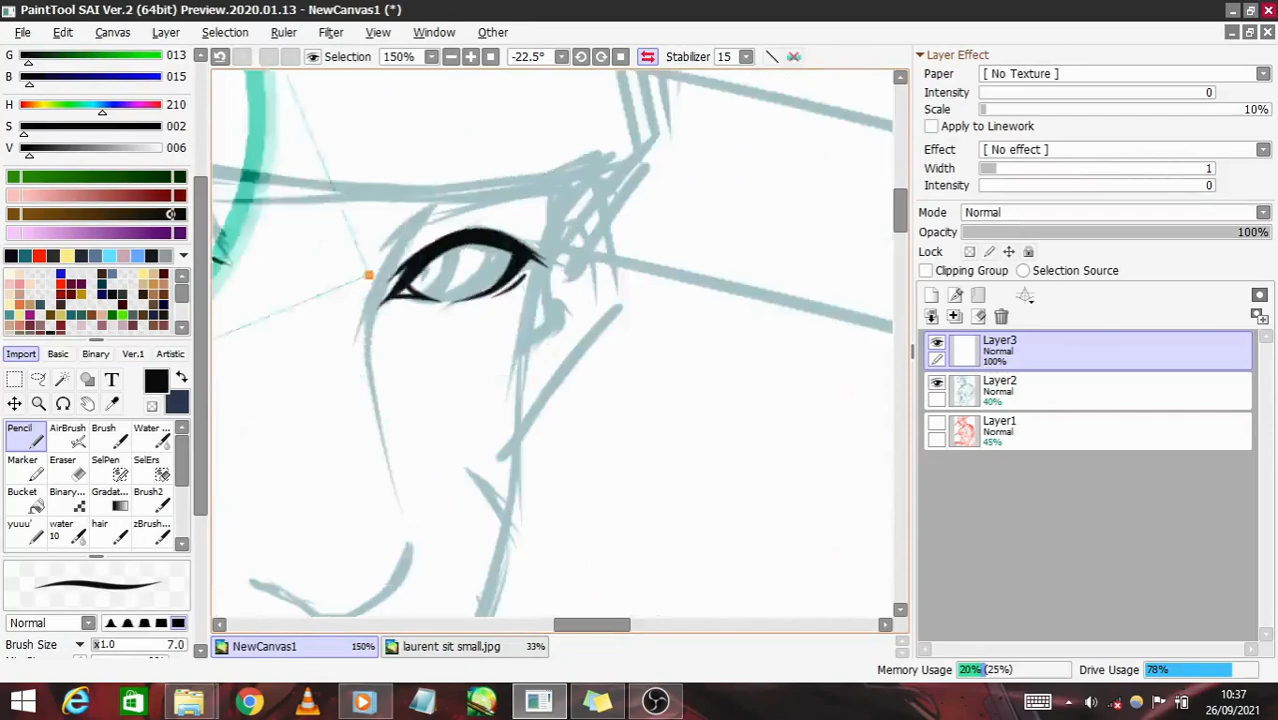 PaintTool SAI Ver.2 (64bit) Preview.2020.01.13 - NewCanvas1 (*)
File Edit Canvas Layer Selection Ruler Filter View Window Other
G 013
B 015
H 210
S 002
V 006
Selection 150% -22.5° Stabilizer 15
Import Basic Binary Ver.1 Artistic
T
Pencil AirBrush Brush Water ...
Marker Eraser SelPen SelErs
Bucket Binary... Gradat... Brush2
yuuu' water 10 hair zBrush...
Normal
Brush Size x1.0 7.0
NewCanvas1 150% laurent sit small.jpg 33%
Layer Effect
Paper [ No Texture ]
Intensity 0
Scale 10%
Apply to Linework
Effect [ No effect ]
Width 1
Intensity 0
Mode Normal
Opacity 100%
Lock
Clipping Group Selection Source
Layer3
Normal
100%
Layer2
Normal
40%
Layer1
Normal
45%
Memory Usage 20% (25%) Drive Usage 78%
10:37
26/09/2021